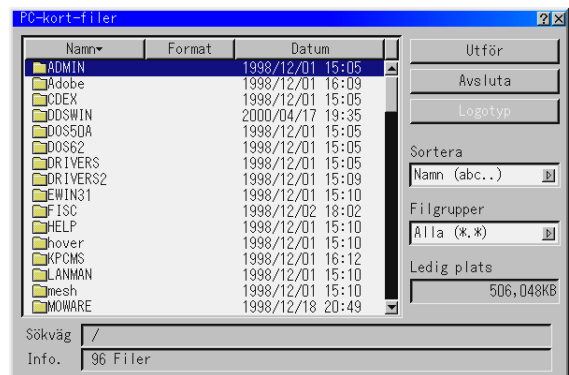 PC-kort-filer
Namn Format Datum
ADMIN 1998/12/01 15:05
Adobe 1998/12/01 16:09
CDEX 1998/12/01 15:05
DDSWIN 2000/04/17 19:35
DOS50A 1998/12/01 15:05
DOS62 1998/12/01 15:05
DRIVERS 1998/12/01 15:05
DRIVERS2 1998/12/01 15:09
EWIN31 1998/12/01 15:10
FISC 1998/12/02 18:02
HELP 1998/12/01 15:10
hover 1998/12/01 15:10
KPCMS 1998/12/01 16:12
LANMAN 1998/12/01 15:10
mesh 1998/12/01 15:10
MOWARE 1998/12/18 20:49
Utför
Avsluta
Logotyp
Sortera
Namn (abc..)
Filgrupper
Alla (*.*)
Ledig plats
506,048KB
Sökväg /
Info. 96 Filer